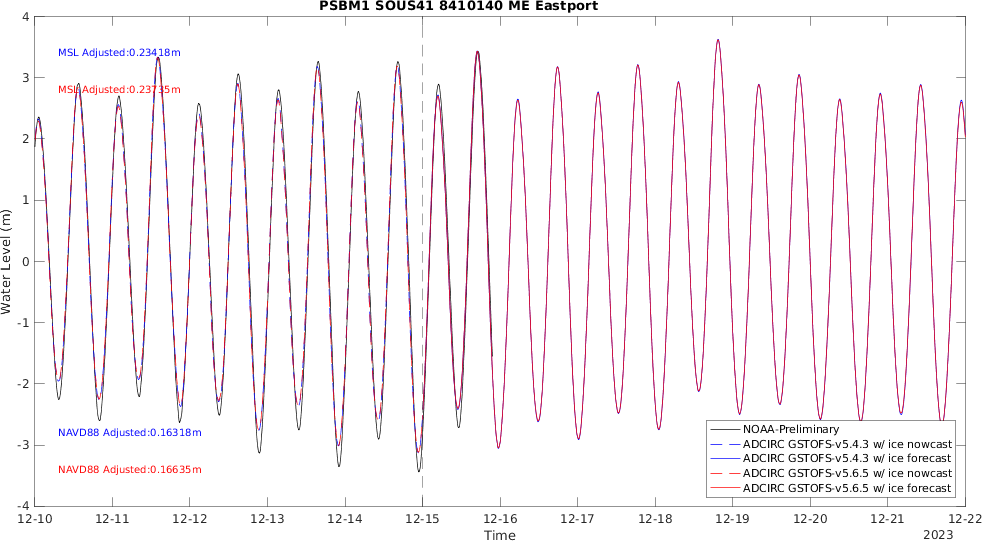 PSBM1 SOUS41 8410140 ME Eastport
4
3
2
1
0
-1
-2
-3
-4
Water Level (m)
MSL Adjusted:0.23418m
MSL Adjusted:0.23735m
NAVD88 Adjusted:0.16318m
NAVD88 Adjusted:0.16635m
NOAA-Preliminary
ADCIRC GSTOFS-v5.4.3 w/ ice nowcast
ADCIRC GSTOFS-v5.4.3 w/ ice forecast
ADCIRC GSTOFS-v5.6.5 w/ ice nowcast
ADCIRC GSTOFS-v5.6.5 w/ ice forecast
12-10 12-11 12-12 12-13 12-14 12-15 12-16 12-17 12-18 12-19 12-20 12-21 12-22
Time
2023